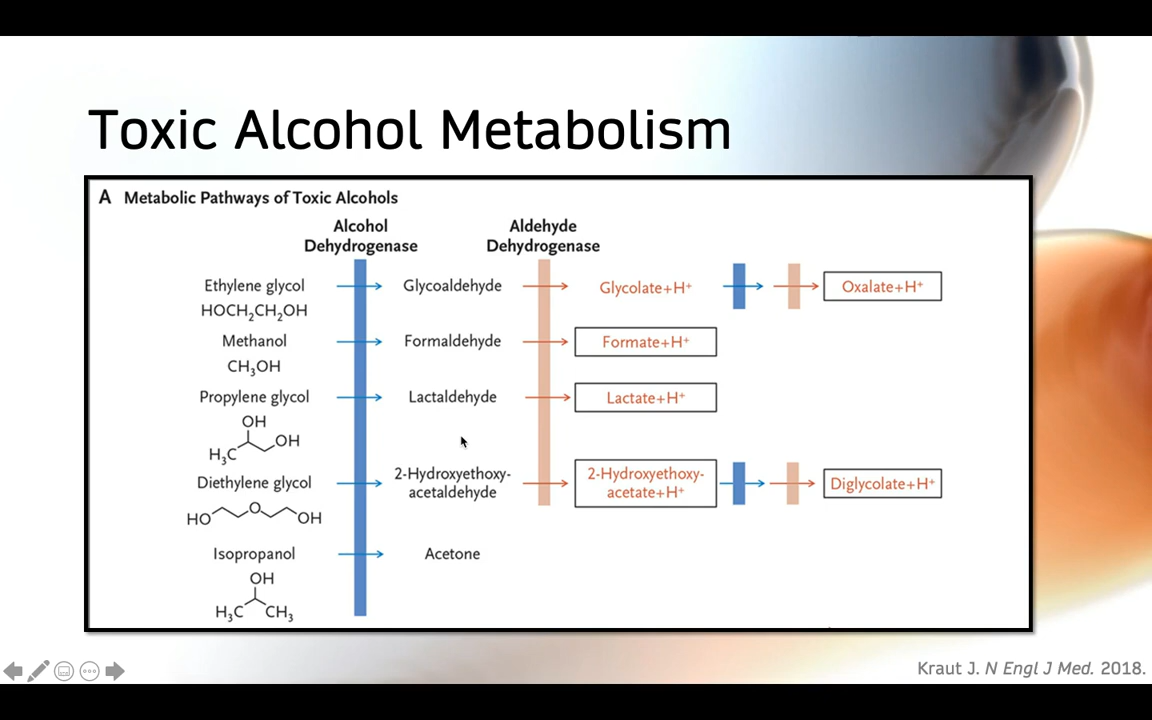 Toxic Alcohol Metabolism
A Metabolic Pathways of Toxic Alcohols
Alcohol
Dehydrogenase
Aldehyde
Dehydrogenase
Ethylene glycol
HOCH₂CH₂OH
Glycoaldehyde
Glycolate+H⁺
Oxalate+H⁺
Methanol
CH₃OH
Formaldehyde
Formate+H⁺
Propylene glycol
OH
OH
H₃C
Lactaldehyde
Lactate+H⁺
Diethylene glycol
HO
O
OH
2-Hydroxyethoxy-
acetaldehyde
2-Hydroxyethoxy-
acetate+H⁺
Diglycolate+H⁺
Isopropanol
OH
H₃C CH₃
Acetone
Kraut J. N Engl J Med. 2018.